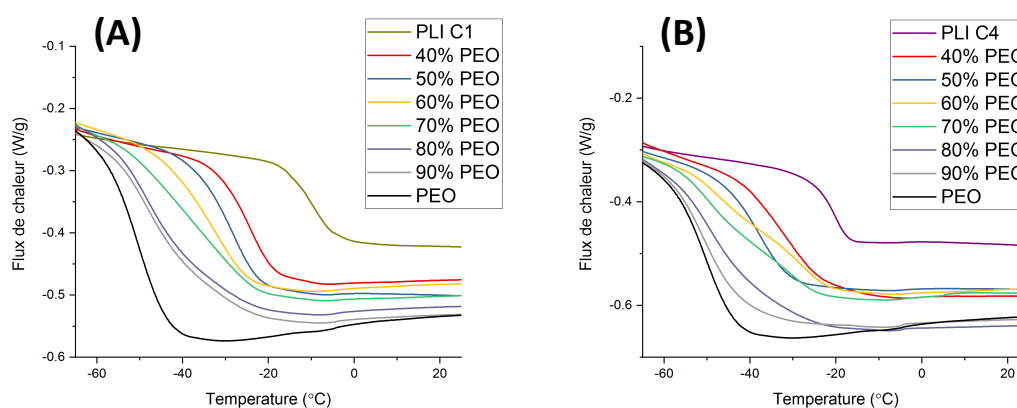 (A)
PLI C1
40% PEO
50% PEO
60% PEO
70% PEO
80% PEO
90% PEO
PEO
-0.1
-0.2
-0.3
-0.4
-0.5
-0.6
Flux de chaleur (W/g)
-60
-40
-20
0
20
Temperature (°C)
(B)
PLI C4
40% PEO
50% PEO
60% PEO
70% PEO
80% PEO
90% PEO
PEO
-0.2
-0.4
-0.6
Flux de chaleur (W/g)
-60
-40
-20
0
20
Temperature (°C)